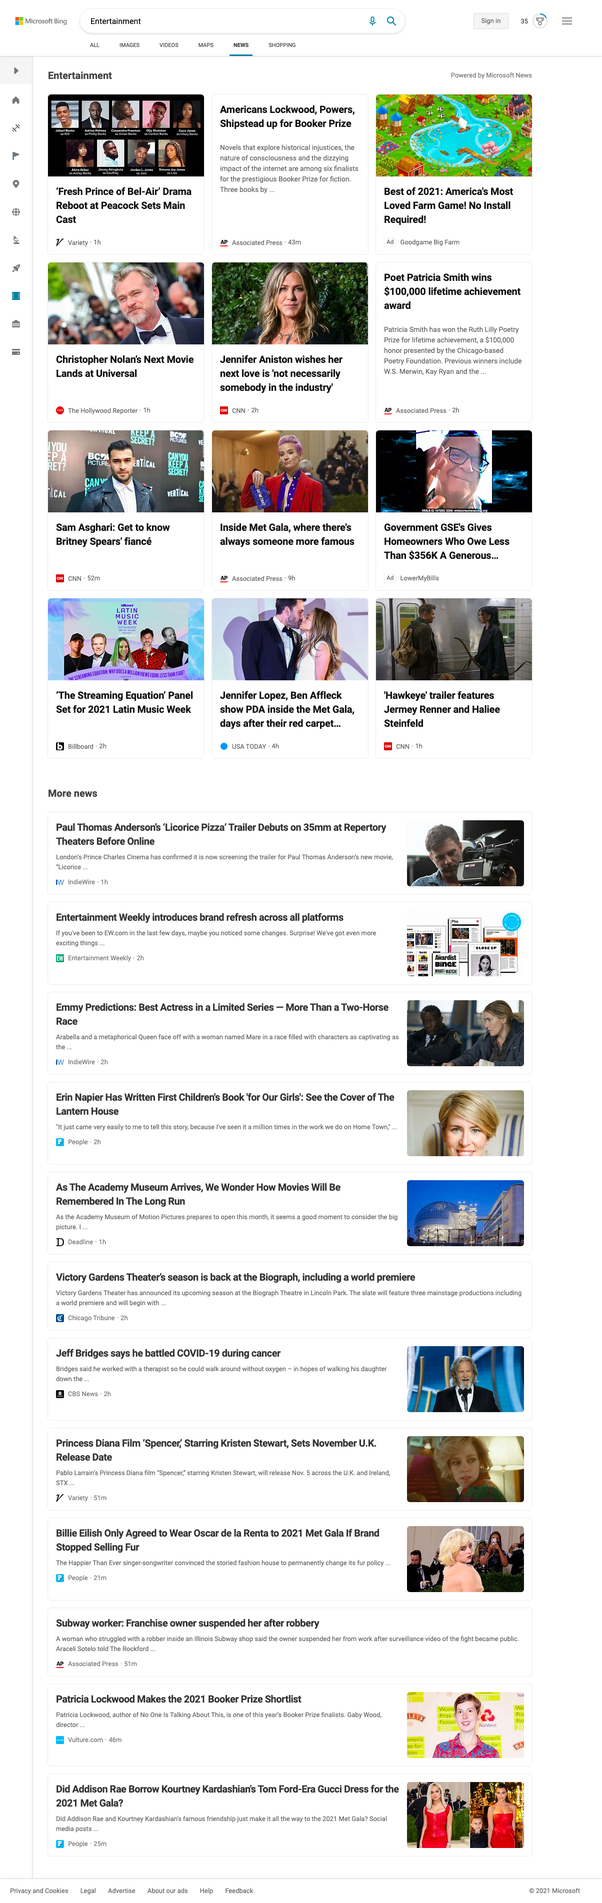 Microsoft Bing
Entertainment
Sign in
35
ALL
IMAGES
VIDEOS
MAPS
NEWS
SHOPPING
Entertainment
Powered by Microsoft News
'Fresh Prince of Bel-Air' Drama
Reboot at Peacock Sets Main
Cast
Variety · 1h
Americans Lockwood, Powers,
Shipstead up for Booker Prize
Novels that explore historical injustices, the
nature of consciousness and the dizzying
impact of the internet are among six finalists
for the prestigious Booker Prize for fiction.
Three books by ...
AP Associated Press · 43m
Best of 2021: America's Most
Loved Farm Game! No Install
Required!
Ad Goodgame Big Farm
Christopher Nolan's Next Movie
Lands at Universal
The Hollywood Reporter · 1h
Jennifer Aniston wishes her
next love is 'not necessarily
somebody in the industry'
CNN · 2h
Poet Patricia Smith wins
$100,000 lifetime achievement
award
Patricia Smith has won the Ruth Lilly Poetry
Prize for lifetime achievement, a $100,000
honor presented by the Chicago-based
Poetry Foundation. Previous winners include
W.S. Merwin, Kay Ryan and the ...
AP Associated Press · 2h
CAN YOU
KEEP A
SECRET?
BCDF
PICTURES
VERTICAL
Sam Asghari: Get to know
Britney Spears' fiancé
CNN · 52m
Inside Met Gala, where there's
always someone more famous
AP Associated Press · 9h
Government GSE's Gives
Homeowners Who Owe Less
Than $356K A Generous...
Ad LowerMyBills
LATIN
MUSIC
WEEK
'The Streaming Equation' Panel
Set for 2021 Latin Music Week
Billboard · 2h
Jennifer Lopez, Ben Affleck
show PDA inside the Met Gala,
days after their red carpet...
USA TODAY · 4h
'Hawkeye' trailer features
Jermey Renner and Haliee
Steinfeld
CNN · 1h
More news
Paul Thomas Anderson's 'Licorice Pizza' Trailer Debuts on 35mm at Repertory
Theaters Before Online
London's Prince Charles Cinema has confirmed it is now screening the trailer for Paul Thomas Anderson's new movie,
"Licorice ...
IW IndieWire · 1h
Entertainment Weekly introduces brand refresh across all platforms
If you've been to EW.com in the last few days, maybe you noticed some changes. Surprise! We've got even more
exciting things ...
EW Entertainment Weekly · 2h
Awardist
BINGE
WHAT TO WATCH
CLOSE UP
Emmy Predictions: Best Actress in a Limited Series — More Than a Two-Horse
Race
Arabella and a metaphorical Queen face off with a woman named Mare in a race filled with characters as captivating as
the ...
IW IndieWire · 2h
Erin Napier Has Written First Children's Book 'for Our Girls': See the Cover of The
Lantern House
"It just came very easily to me to tell this story, because I've seen it a million times in the work we do on Home Town," ...
People · 2h
As The Academy Museum Arrives, We Wonder How Movies Will Be
Remembered In The Long Run
As the Academy Museum of Motion Pictures prepares to open this month, it seems a good moment to consider the big
picture. I ...
Deadline · 1h
Victory Gardens Theater's season is back at the Biograph, including a world premiere
Victory Gardens Theater has announced its upcoming season at the Biograph Theatre in Lincoln Park. The slate will feature three mainstage productions including
a world premiere and will begin with ...
Chicago Tribune · 2h
Jeff Bridges says he battled COVID-19 during cancer
Bridges said he worked with a therapist so he could walk around without oxygen – in hopes of walking his daughter
down the ...
CBS News · 2h
Princess Diana Film 'Spencer,' Starring Kristen Stewart, Sets November U.K.
Release Date
Pablo Larrain's Princess Diana film "Spencer," starring Kristen Stewart, will release Nov. 5 across the U.K. and Ireland,
STX ...
Variety · 51m
Billie Eilish Only Agreed to Wear Oscar de la Renta to 2021 Met Gala If Brand
Stopped Selling Fur
The Happier Than Ever singer-songwriter convinced the storied fashion house to permanently change its fur policy ...
People · 21m
Subway worker: Franchise owner suspended her after robbery
A woman who struggled with a robber inside an Illinois Subway shop said the owner suspended her from work after surveillance video of the fight became public.
Araceli Sotelo told The Rockford ...
AP Associated Press · 51m
Patricia Lockwood Makes the 2021 Booker Prize Shortlist
Patricia Lockwood, author of No One Is Talking About This, is one of this year's Booker Prize finalists. Gaby Wood,
director ...
Vulture.com · 46m
Did Addison Rae Borrow Kourtney Kardashian's Tom Ford-Era Gucci Dress for the
2021 Met Gala?
Did Addison Rae and Kourtney Kardashian's famous friendship just make it all the way to the 2021 Met Gala? Social
media posts ...
People · 25m
Privacy and Cookies
Legal
Advertise
About our ads
Help
Feedback
© 2021 Microsoft